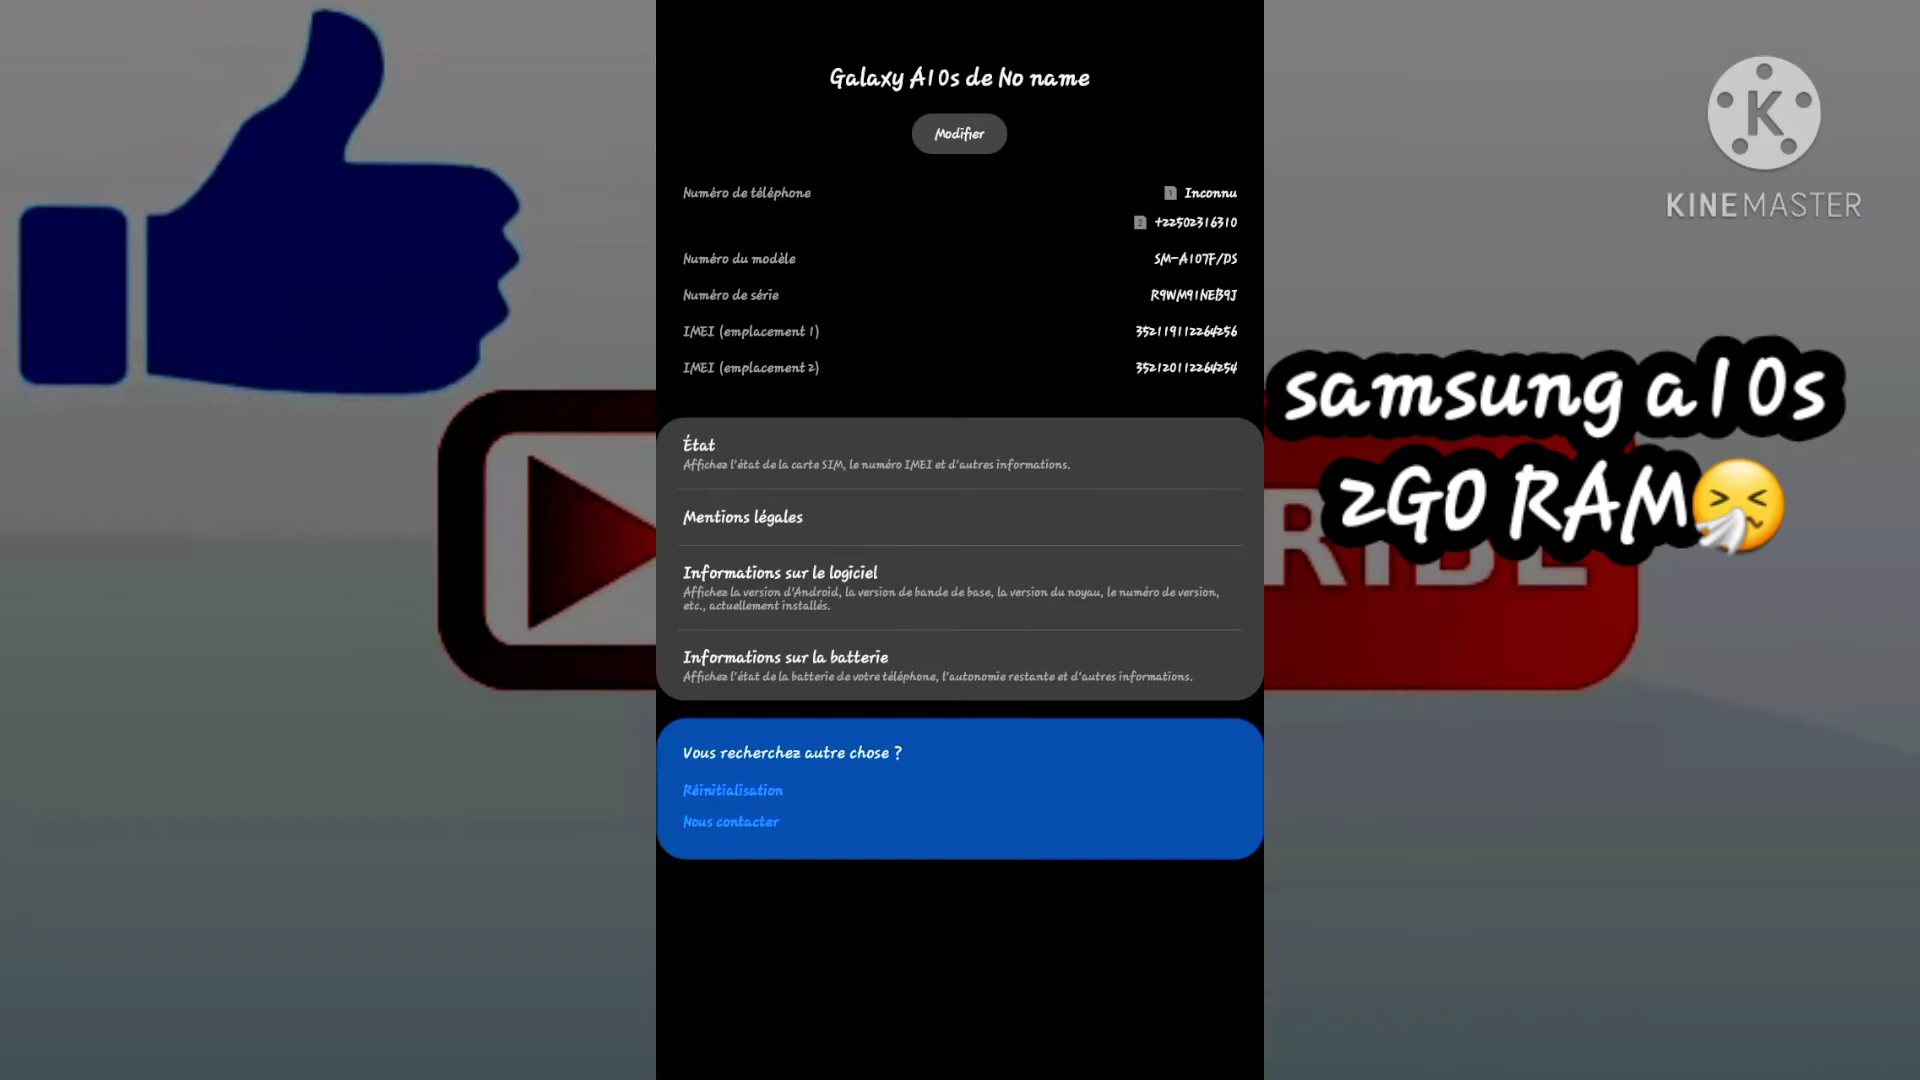 Galaxy A10s de No name
Modifier
Numéro de téléphone
1 Inconnu
2 +22502316310
Numéro du modèle
SM-A107F/DS
Numéro de série
R9WM91NEB9J
IMEI (emplacement 1)
352119112264256
IMEI (emplacement 2)
352120112264254
État
Affichez l'état de la carte SIM, le numéro IMEI et d'autres informations.
Mentions légales
Informations sur le logiciel
Affichez la version d'Android, la version de bande de base, la version du noyau, le numéro de version,
etc., actuellement installés.
Informations sur la batterie
Affichez l'état de la batterie de votre téléphone, l'autonomie restante et d'autres informations.
Vous recherchez autre chose ?
Réinitialisation
Nous contacter
K
KINEMASTER
samsung a10s
2GO RAM
RIBE